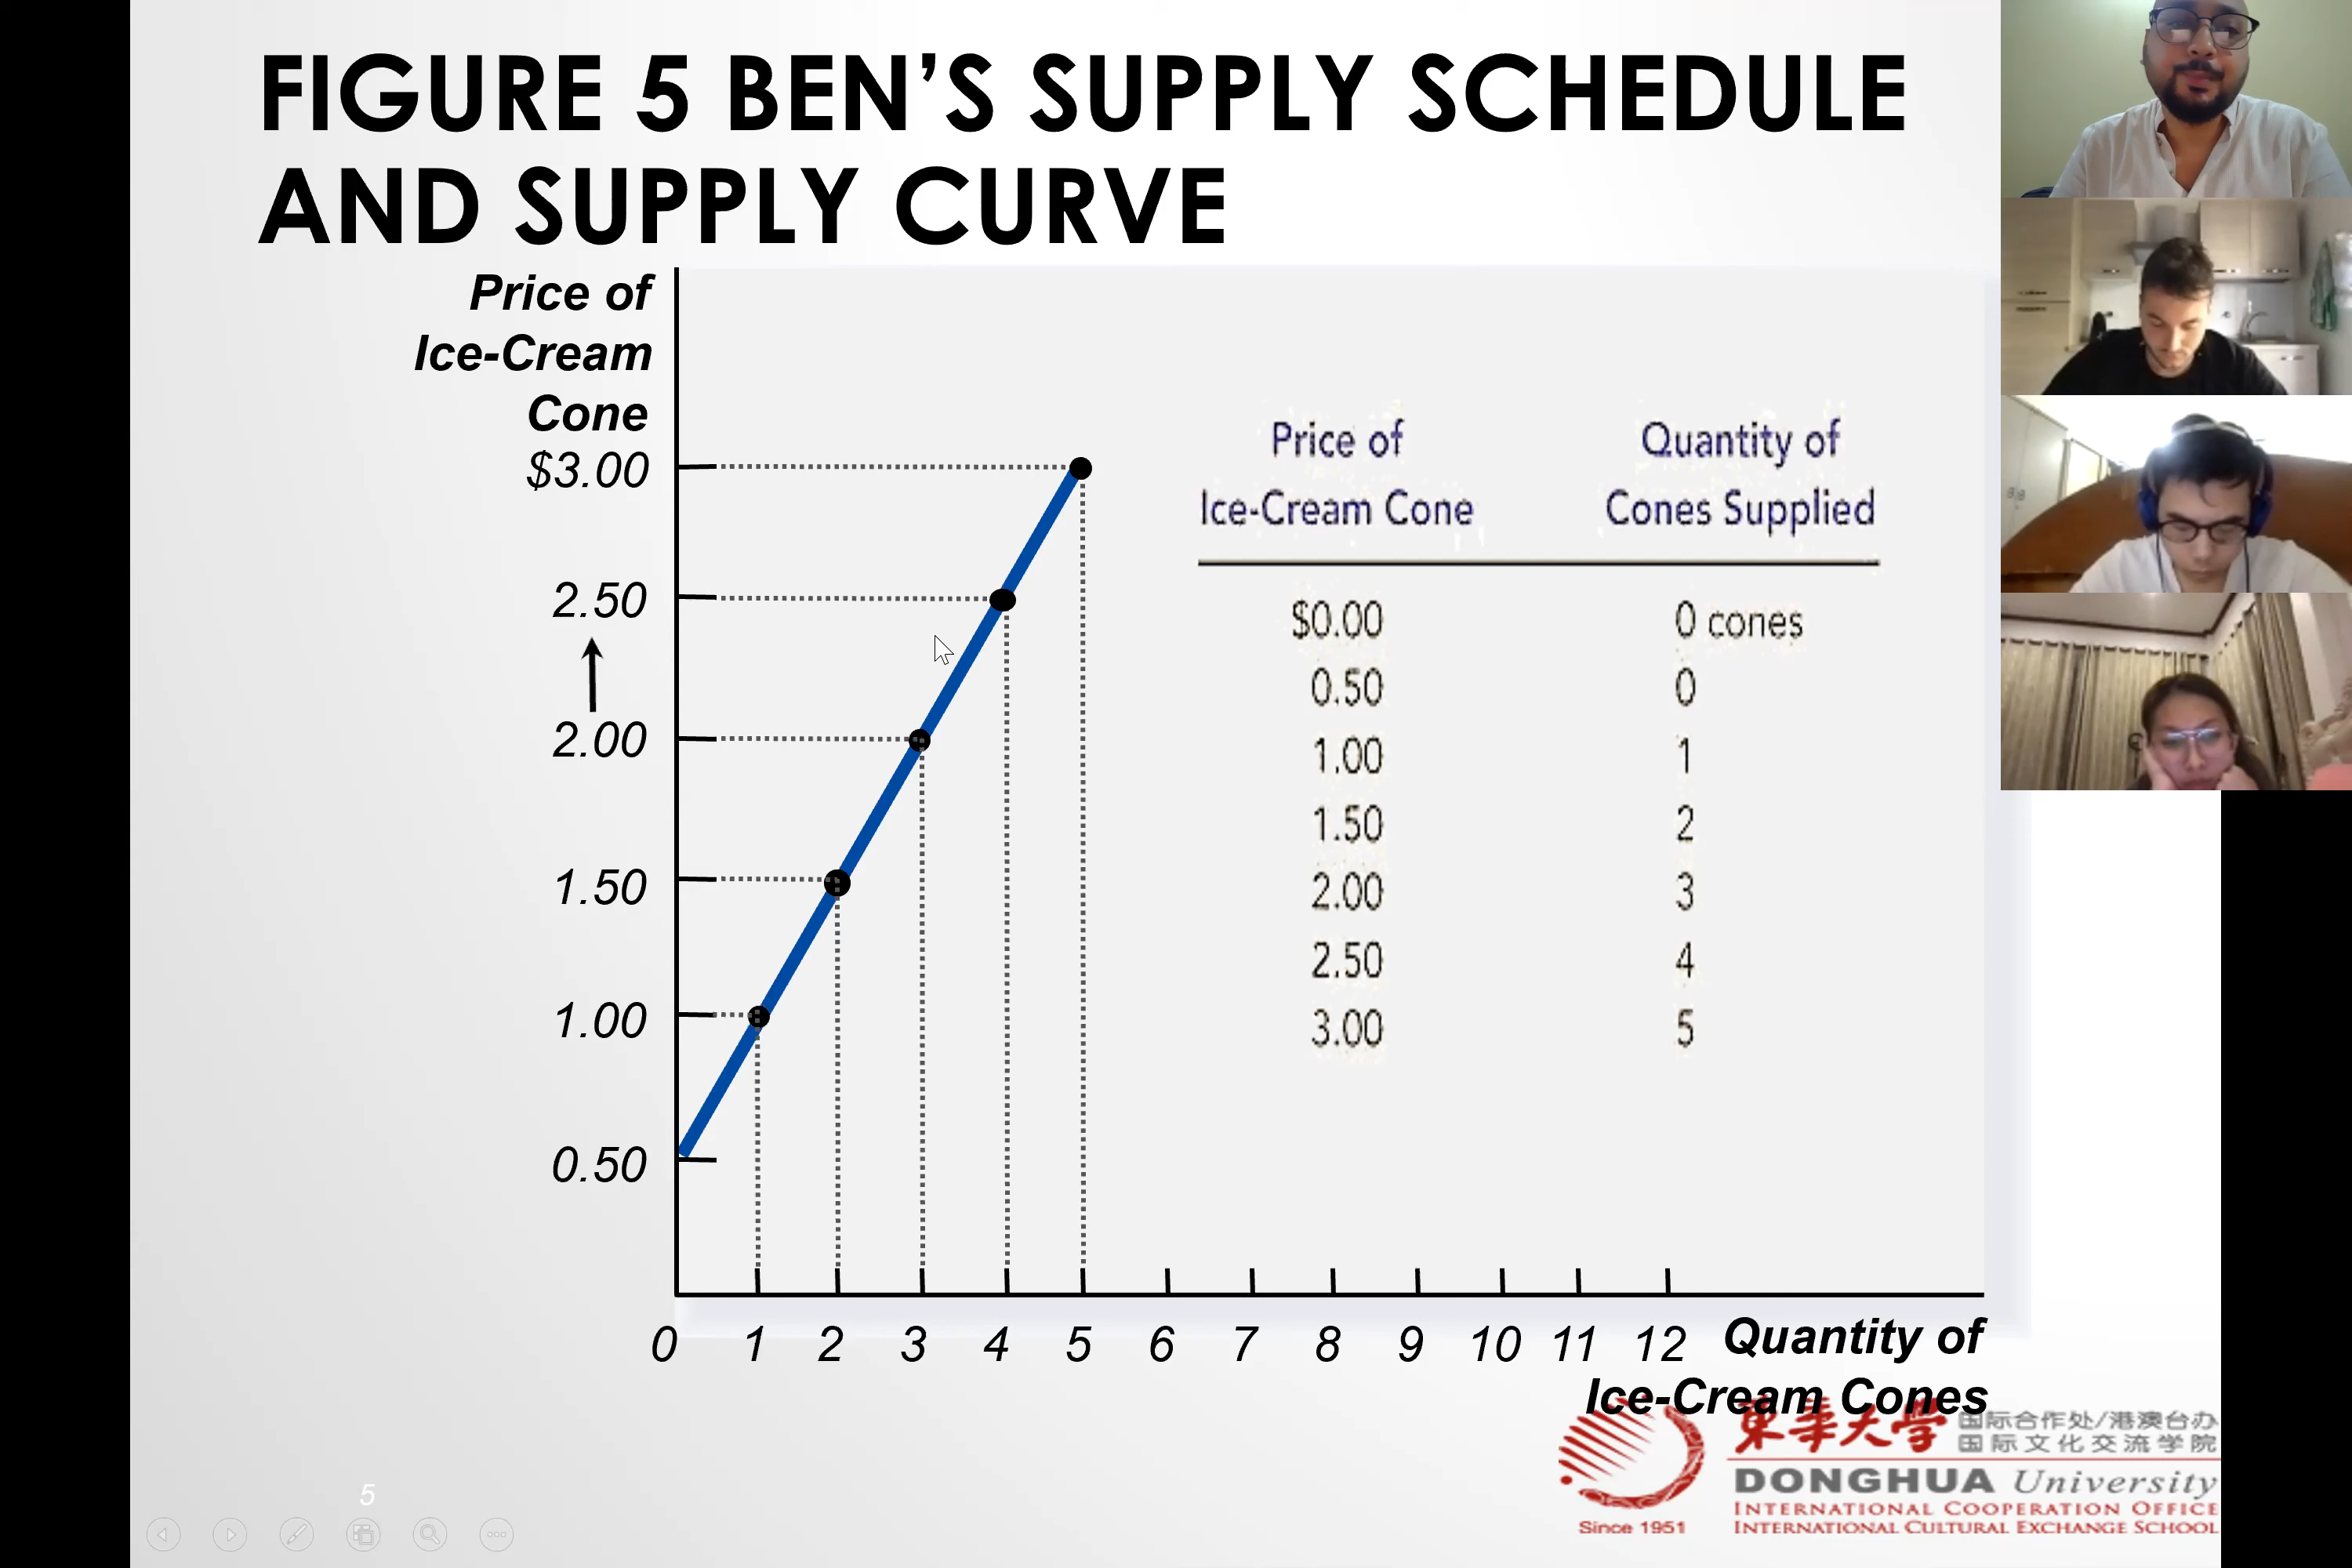 FIGURE 5 BEN'S SUPPLY SCHEDULE
AND SUPPLY CURVE
Price of
Ice-Cream
Cone
$3.00
2.50
2.00
1.50
1.00
0.50
0 1 2 3 4 5 6 7 8 9 10 11 12
Quantity of
Ice-Cream Cones
Price of Quantity of
Ice-Cream Cone Cones Supplied
$0.00 0 cones
0.50 0
1.00 1
1.50 2
2.00 3
2.50 4
3.00 5
5
Since 1951
東華大學
国际合作处/港澳台办
国际文化交流学院
DONGHUA University
INTERNATIONAL COOPERATION OFFICE
INTERNATIONAL CULTURAL EXCHANGE SCHOOL